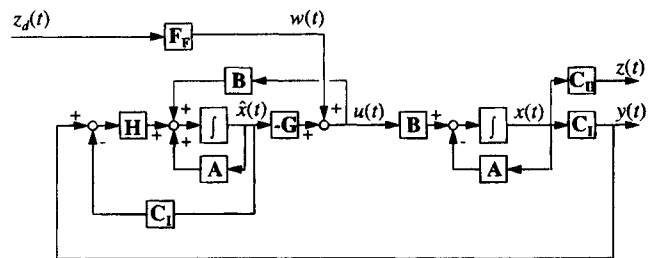 z_d(t)
F_F
w(t)
B
+
+
+
H
+
+
∫
x̂(t)
-G
+
u(t)
B
+
∫
x(t)
C_II
z(t)
C_I
y(t)
-
+
A
-
A
C_I